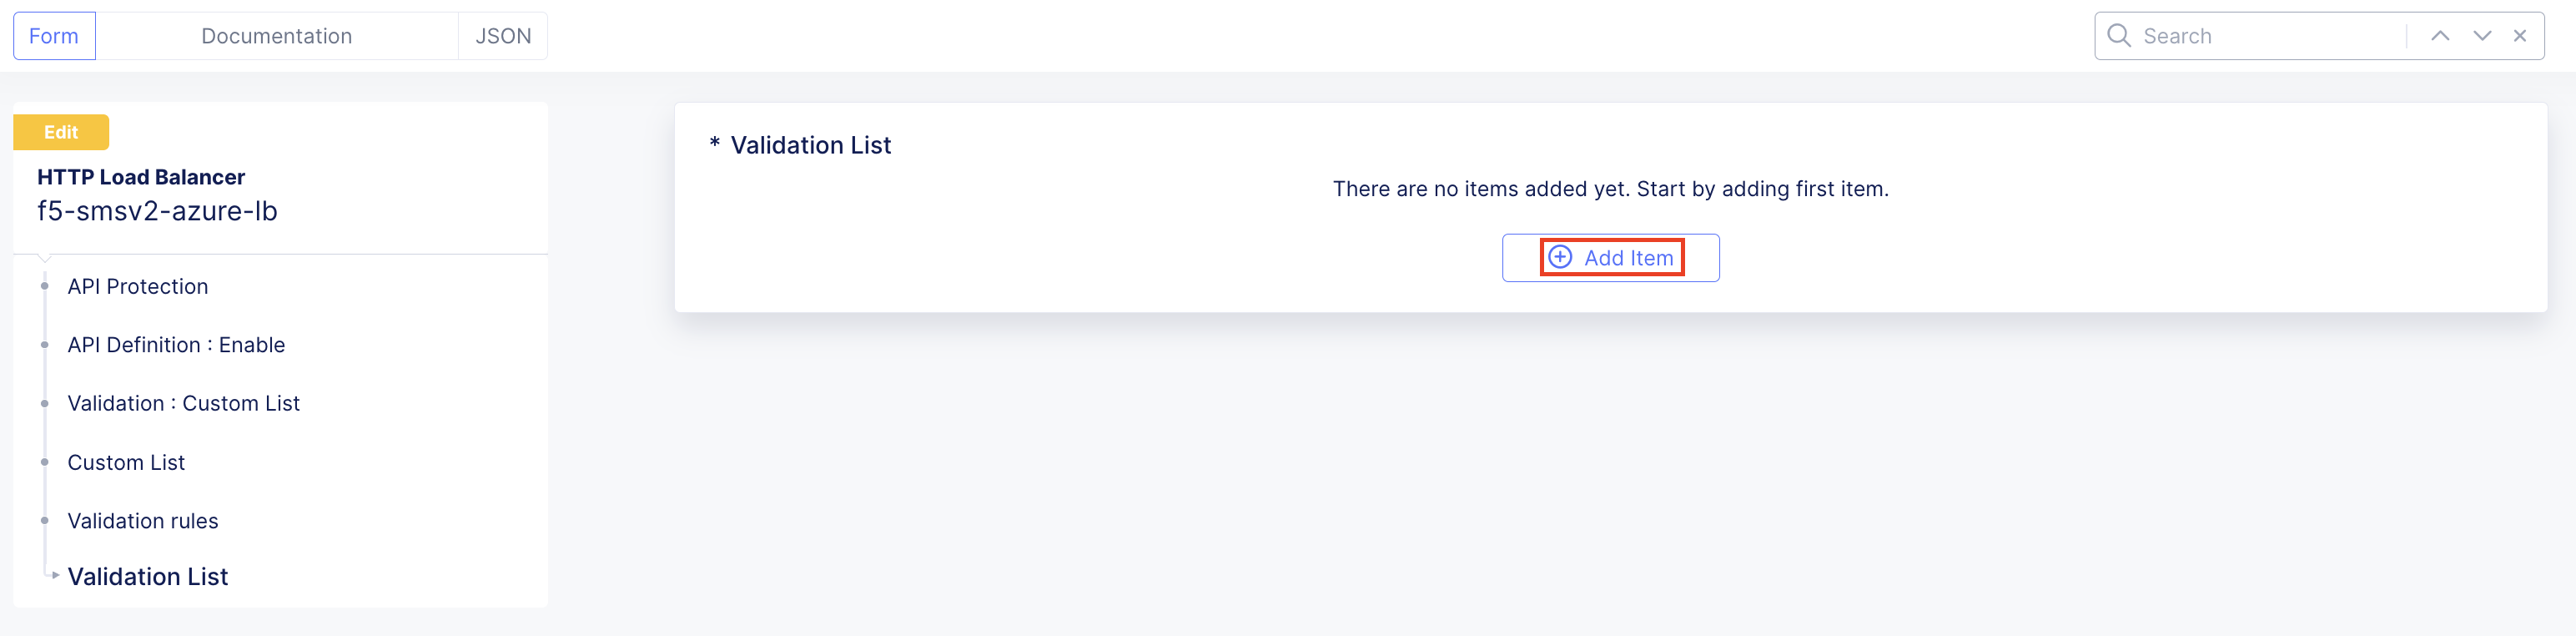 Form Documentation JSON Search
Edit
HTTP Load Balancer
f5-smsv2-azure-lb
API Protection
API Definition : Enable
Validation : Custom List
Custom List
Validation rules
Validation List
* Validation List
There are no items added yet. Start by adding first item.
Add Item